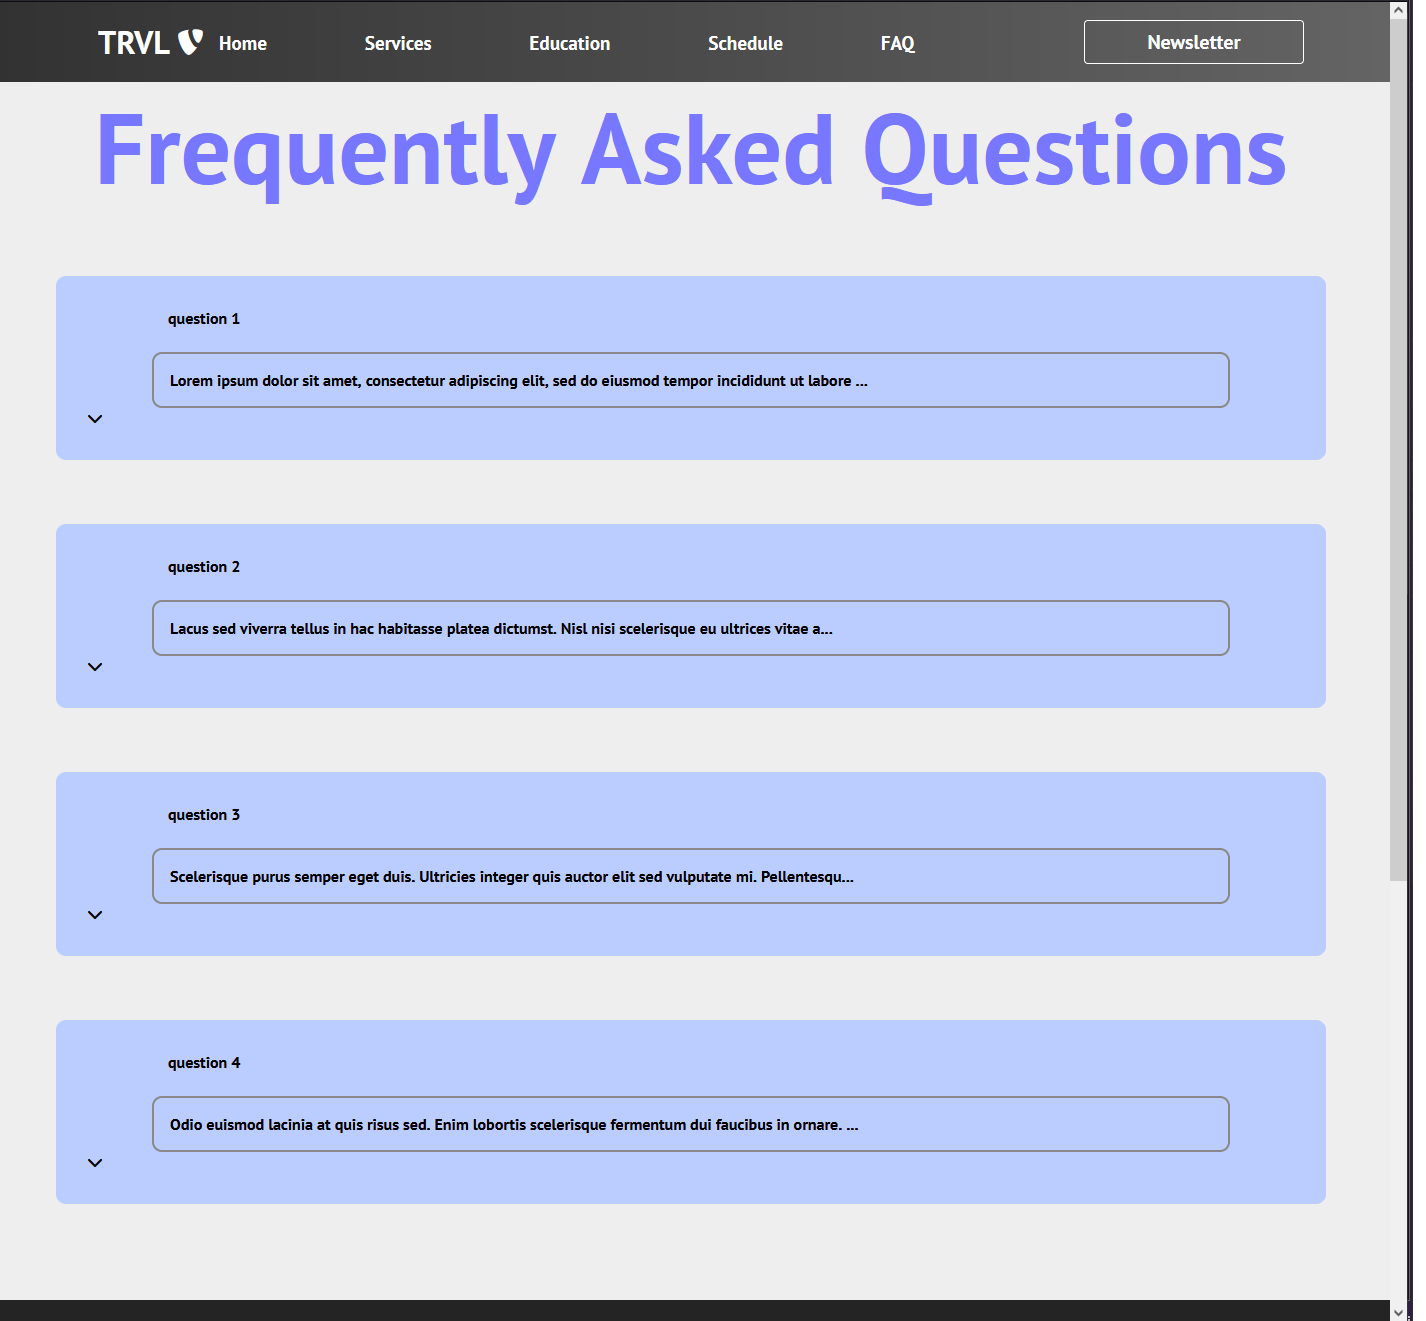 TRVL Home Services Education Schedule FAQ Newsletter
Frequently Asked Questions
question 1
Lorem ipsum dolor sit amet, consectetur adipiscing elit, sed do eiusmod tempor incididunt ut labore ...
question 2
Lacus sed viverra tellus in hac habitasse platea dictumst. Nisl nisi scelerisque eu ultrices vitae a...
question 3
Scelerisque purus semper eget duis. Ultricies integer quis auctor elit sed vulputate mi. Pellentesqu...
question 4
Odio euismod lacinia at quis risus sed. Enim lobortis scelerisque fermentum dui faucibus in ornare. ...